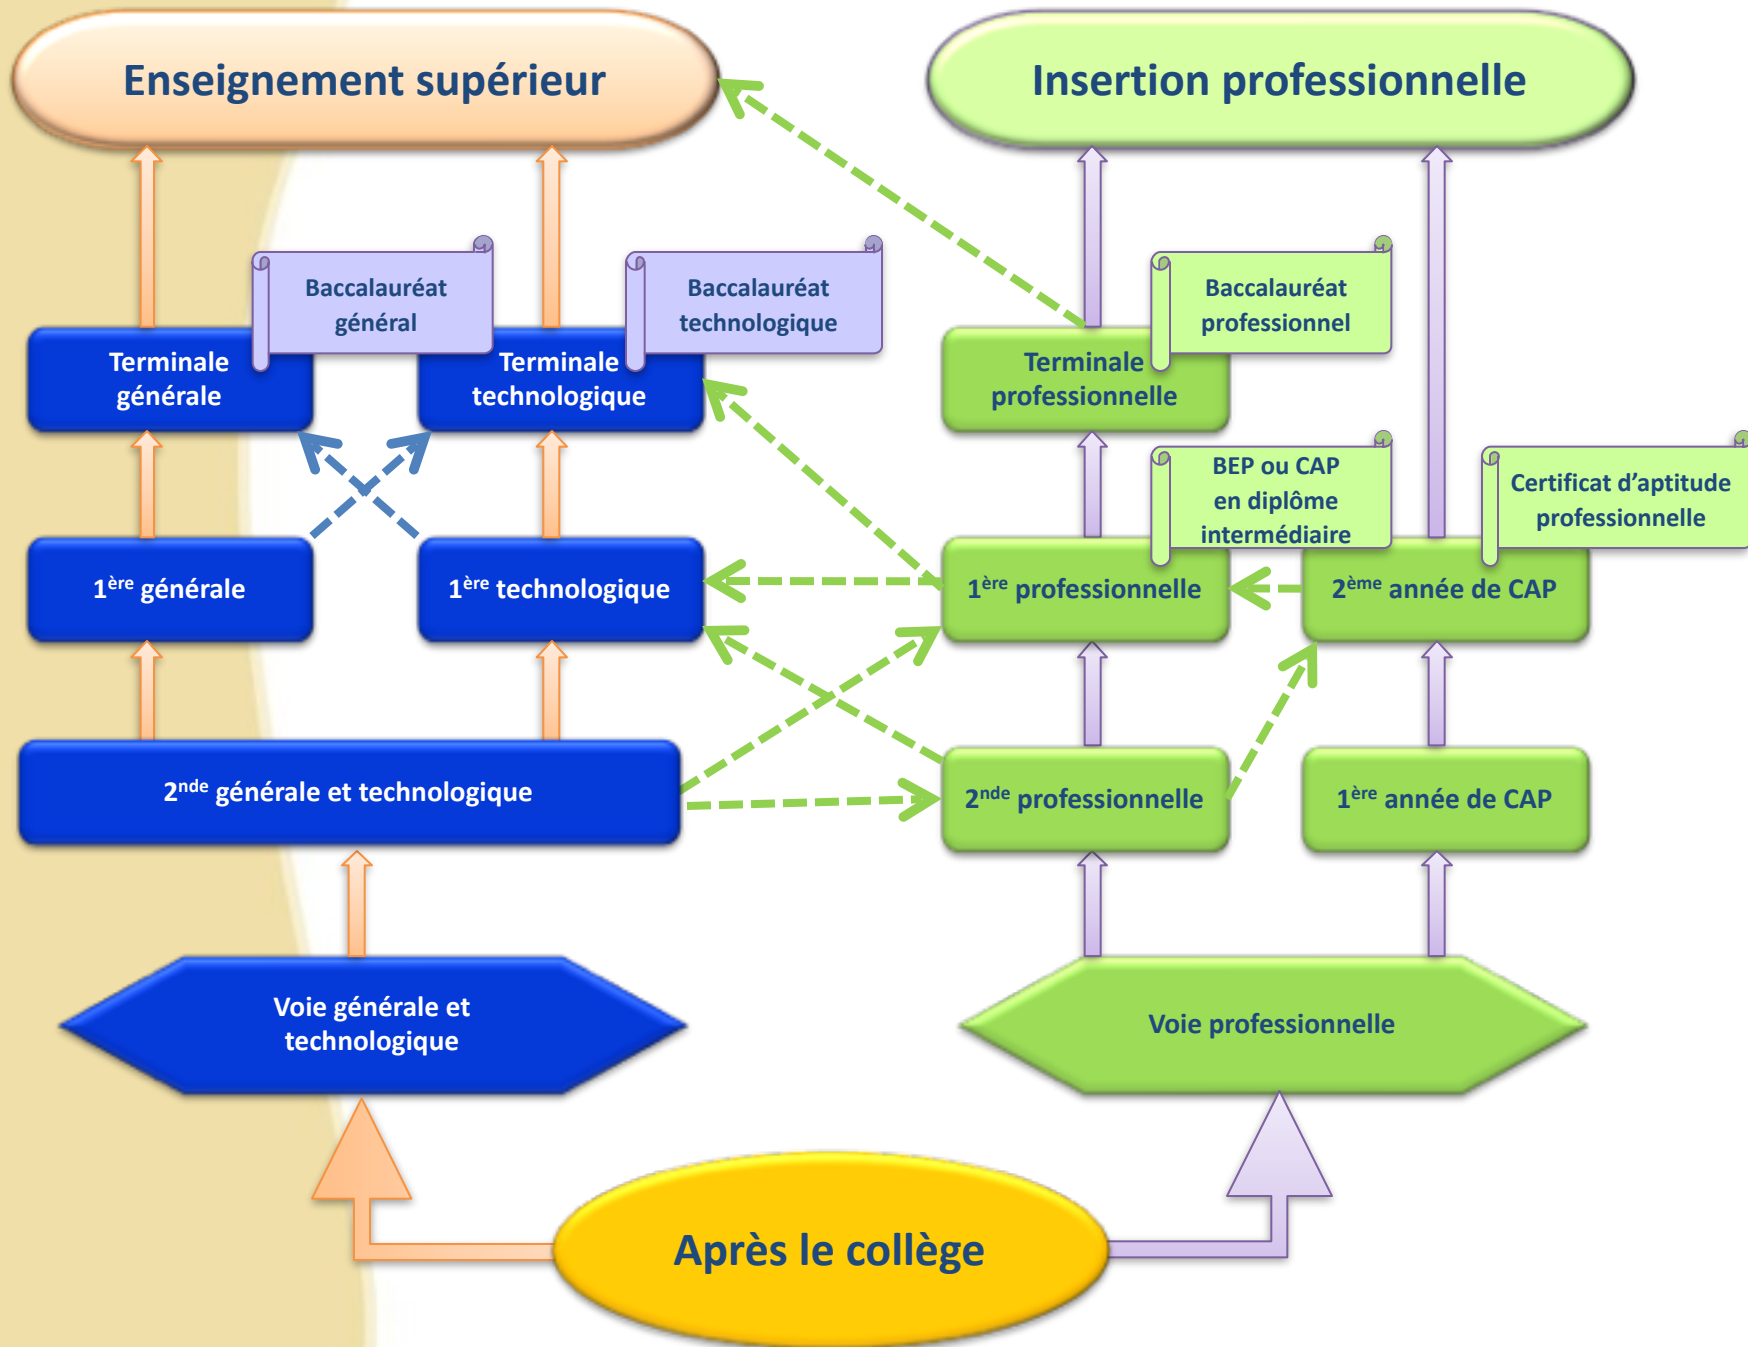 Enseignement supérieur
Insertion professionnelle
Baccalauréat
général
Baccalauréat
technologique
Baccalauréat
professionnel
Terminale
générale
Terminale
technologique
Terminale
professionnelle
BEP ou CAP
en diplôme
intermédiaire
Certificat d’aptitude
professionnelle
1ère générale
1ère technologique
1ère professionnelle
2ème année de CAP
2nde générale et technologique
2nde professionnelle
1ère année de CAP
Voie générale et
technologique
Voie professionnelle
Après le collège